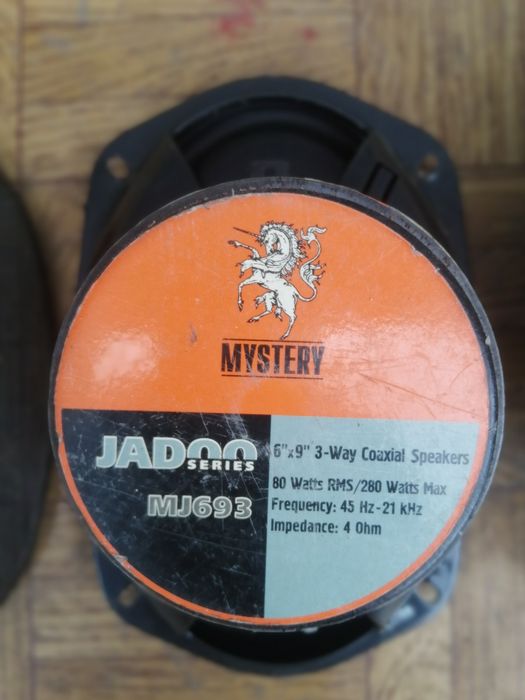 MYSTERY
JADOO
SERIES
MJ693
6"x9" 3-Way Coaxial Speakers
80 Watts RMS/280 Watts Max
Frequency: 45 Hz-21 kHz
Impedance: 4 Ohm